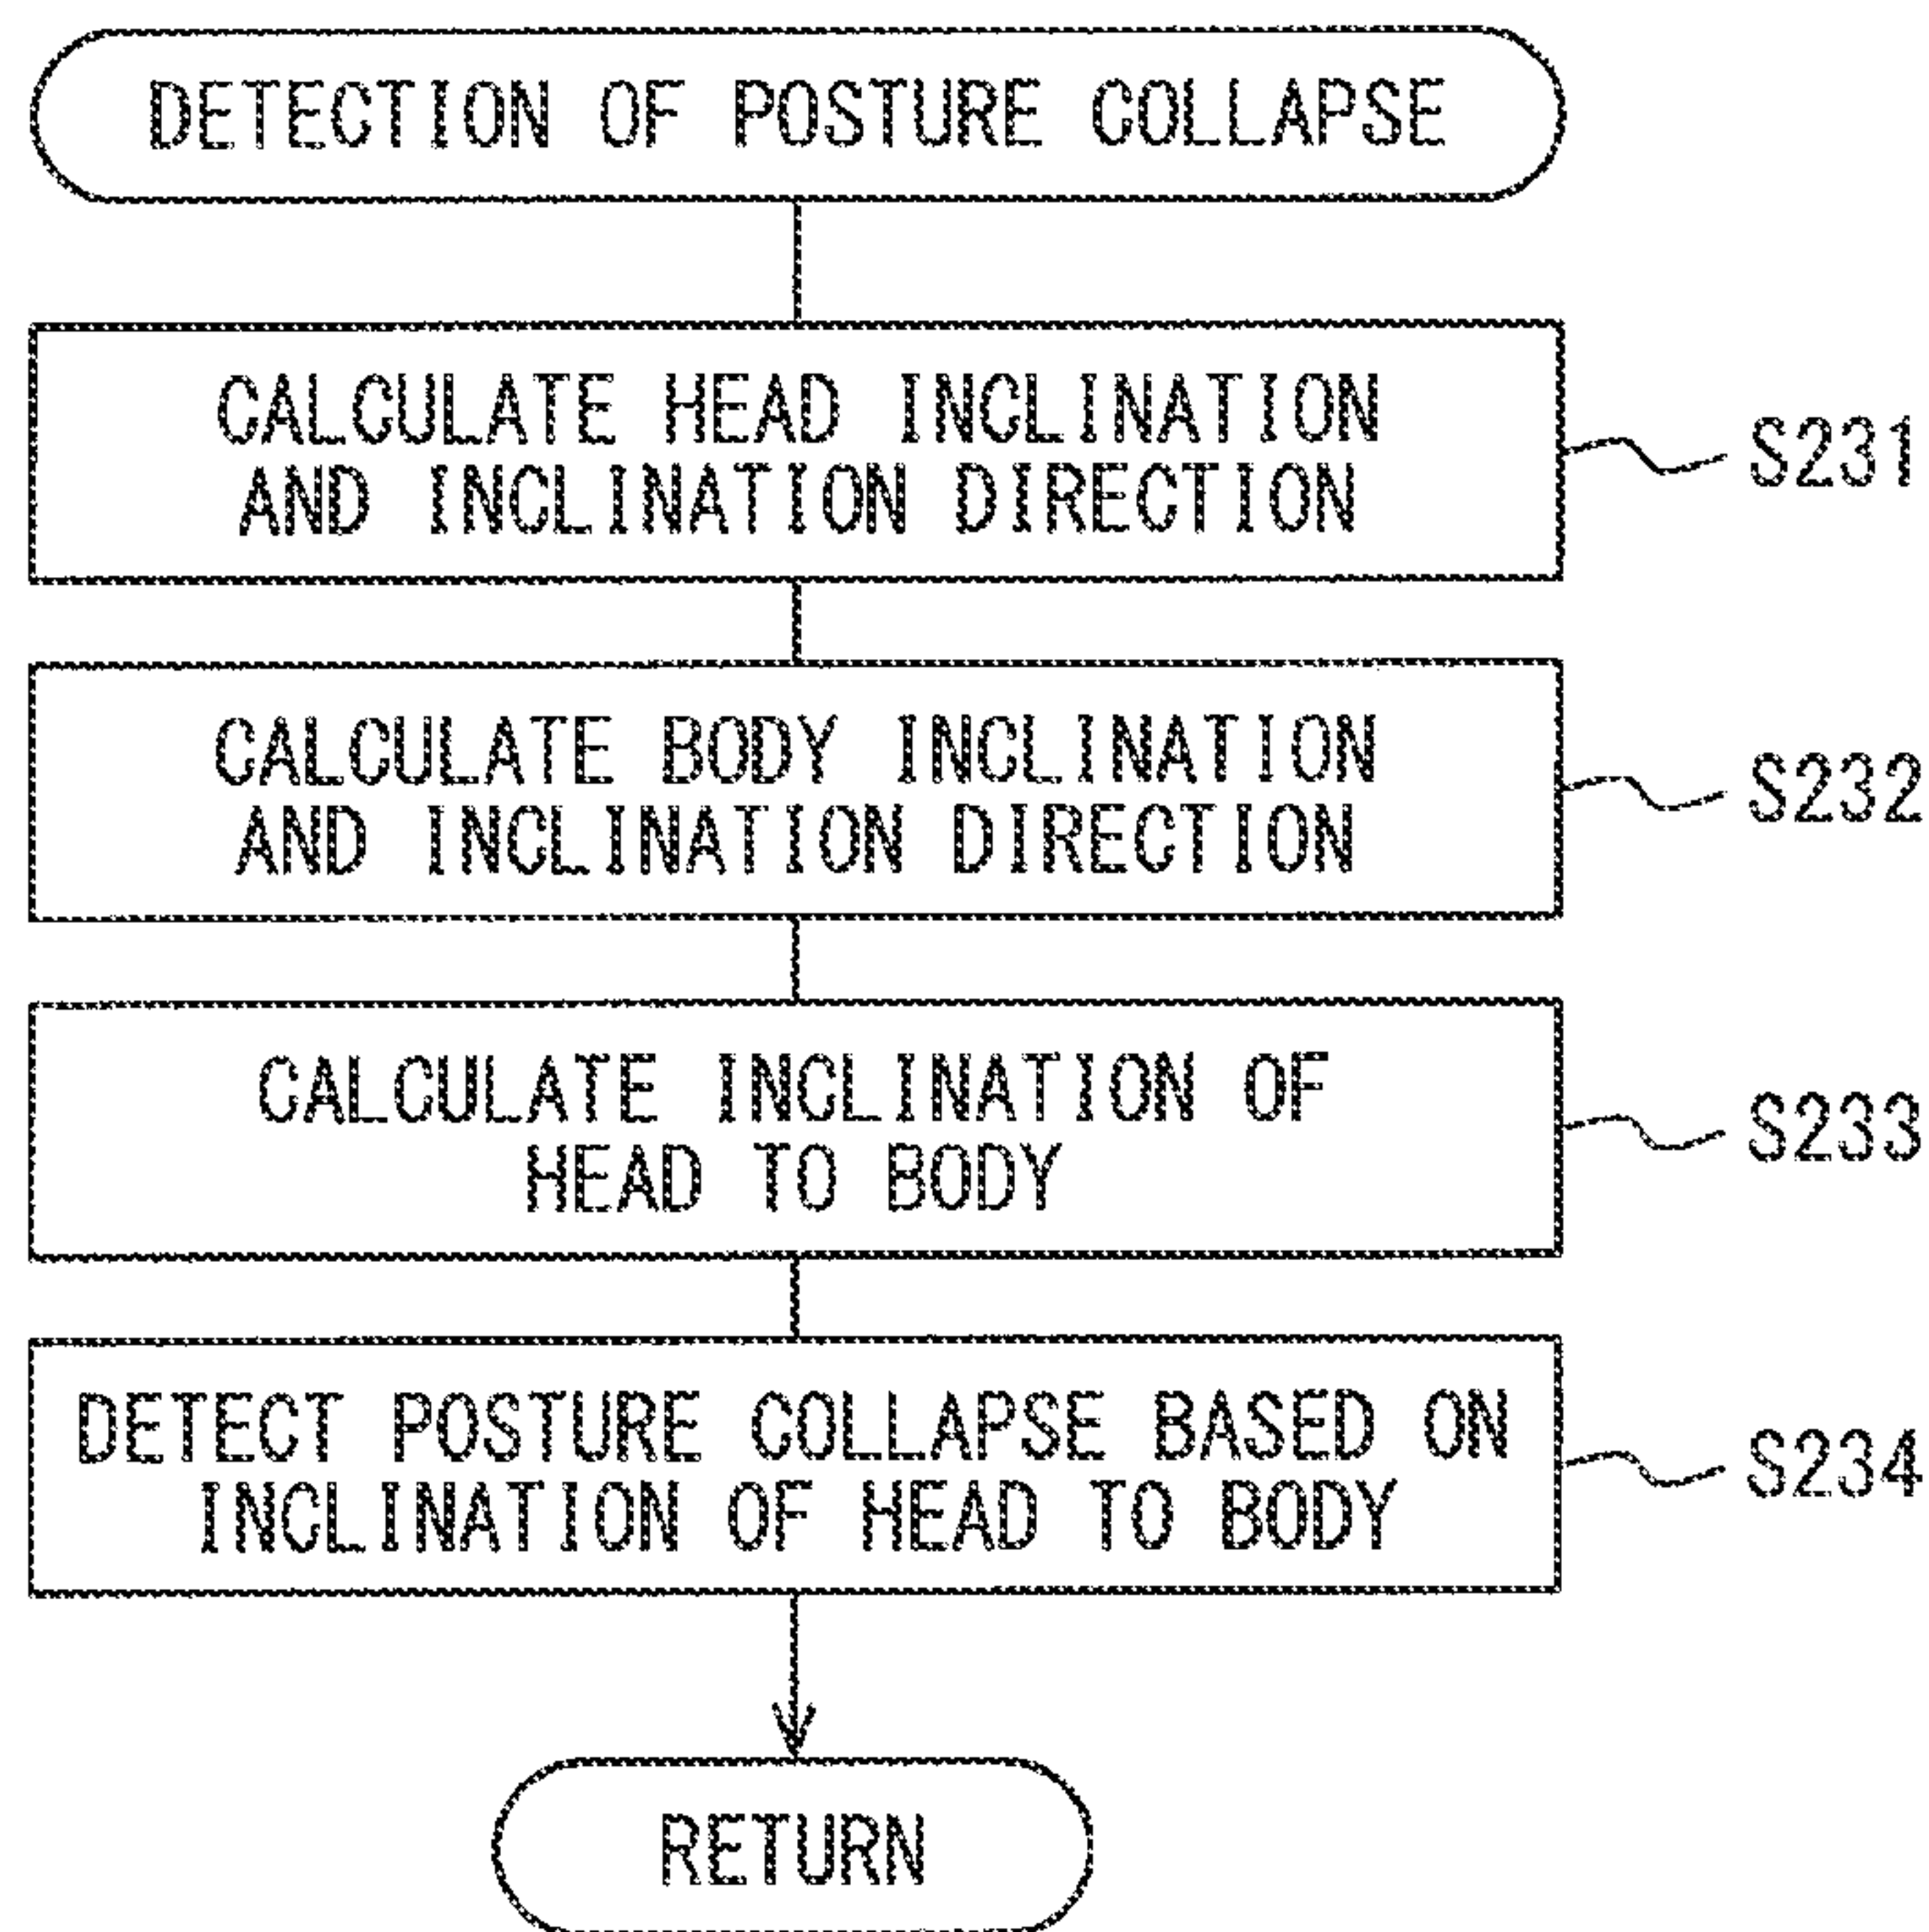 DETECTION OF POSTURE COLLAPSE
CALCULATE HEAD INCLINATION
AND INCLINATION DIRECTION
S231
CALCULATE BODY INCLINATION
AND INCLINATION DIRECTION
S232
CALCULATE INCLINATION OF
HEAD TO BODY
S233
DETECT POSTURE COLLAPSE BASED ON
INCLINATION OF HEAD TO BODY
S234
RETURN